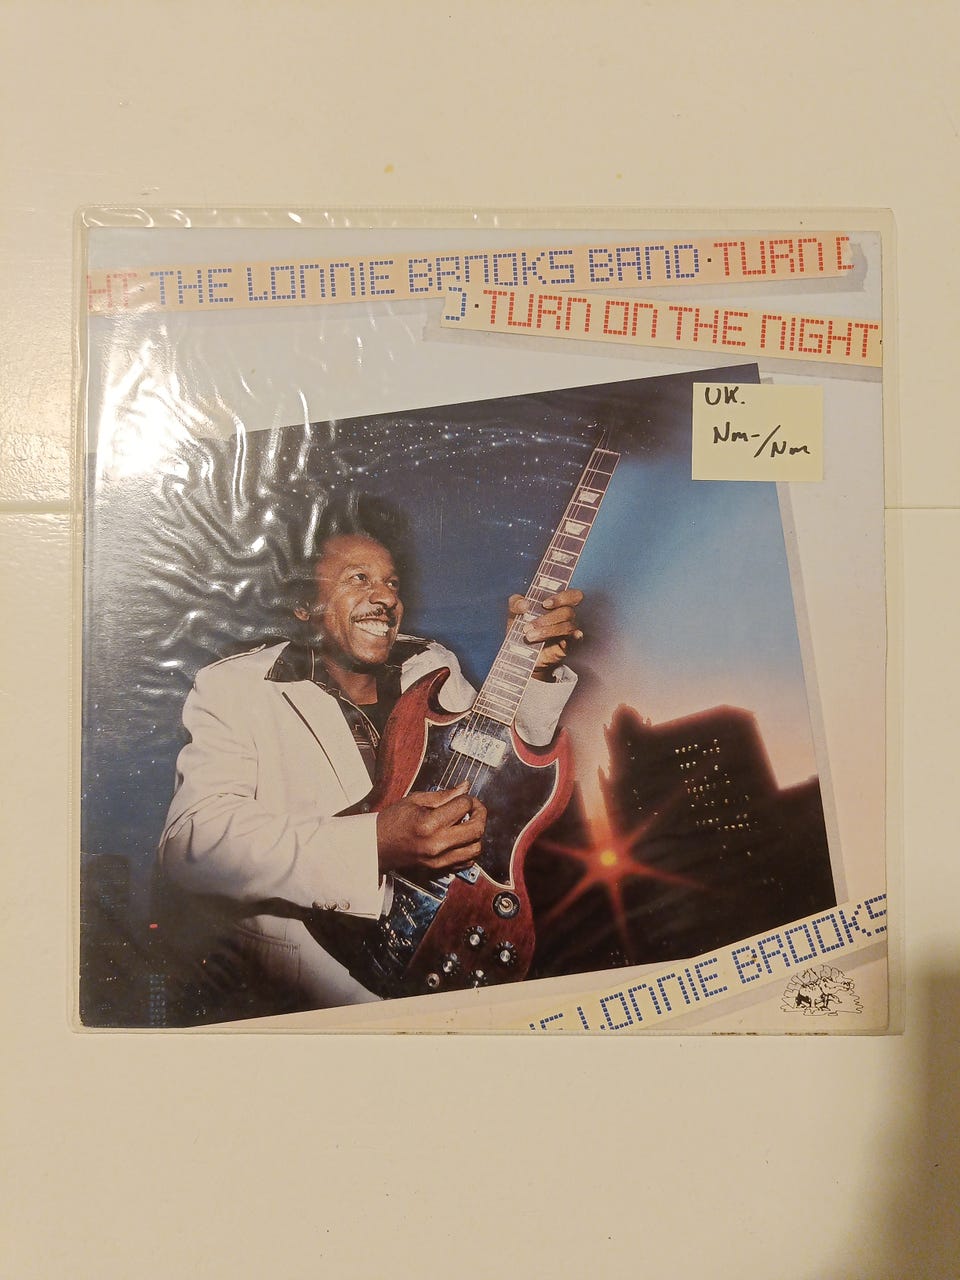 HT·THE LONNIE BROOKS BAND·TURN O
D·TURN ON THE NIGHT
UK.
Nm-/Nm
LONNIE BROOKS